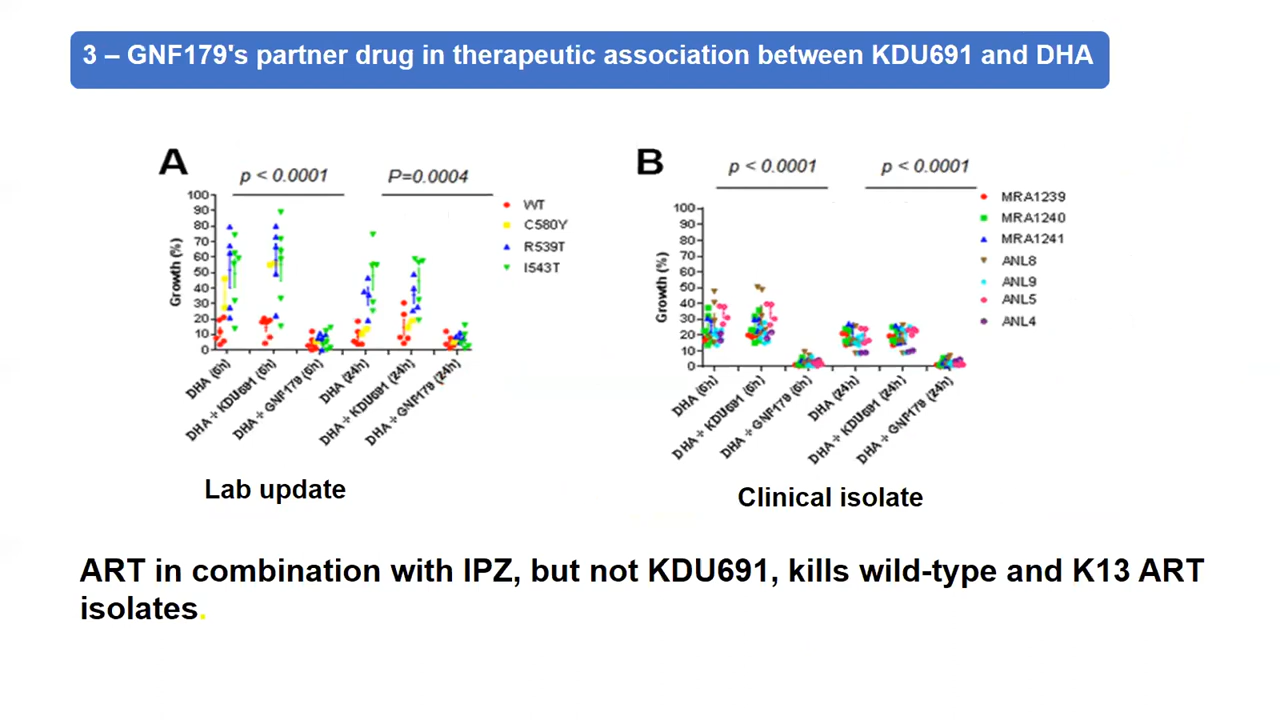 3 – GNF179's partner drug in therapeutic association between KDU691 and DHA
A
p < 0.0001
P=0.0004
100
90
80
70
60
50
40
30
20
10
0
Growth (%)
WT
C580Y
R539T
I543T
DHA (6h)
DHA + KDU691 (6h)
DHA + GNF179 (6h)
DHA (24h)
DHA + KDU691 (24h)
DHA + GNF179 (24h)
Lab update
B
p < 0.0001
p < 0.0001
100
90
80
70
60
50
40
30
20
10
0
Growth (%)
MRA1239
MRA1240
MRA1241
ANL8
ANL9
ANL5
ANL4
DHA (6h)
DHA + KDU691 (6h)
DHA + GNF179 (6h)
DHA (24h)
DHA + KDU691 (24h)
DHA + GNF179 (24h)
Clinical isolate
ART in combination with IPZ, but not KDU691, kills wild-type and K13 ART
isolates.